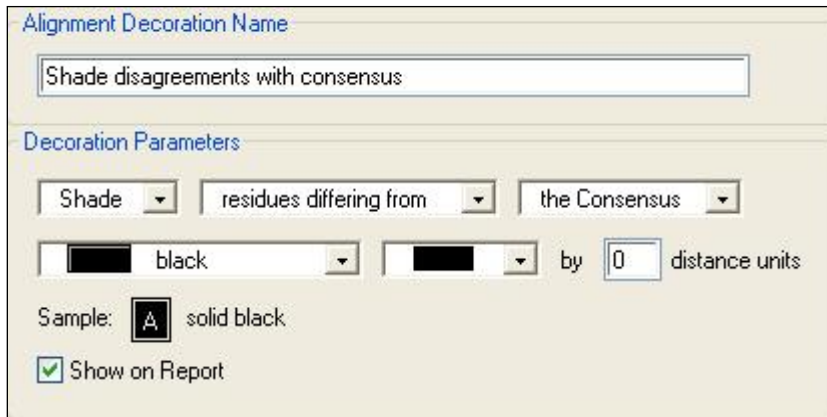 Alignment Decoration Name
Shade disagreements with consensus
Decoration Parameters
Shade residues differing from the Consensus
black by 0 distance units
Sample: A solid black
Show on Report